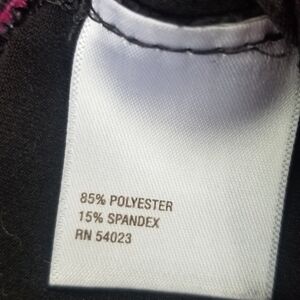 85% POLYESTER
15% SPANDEX
RN 54023